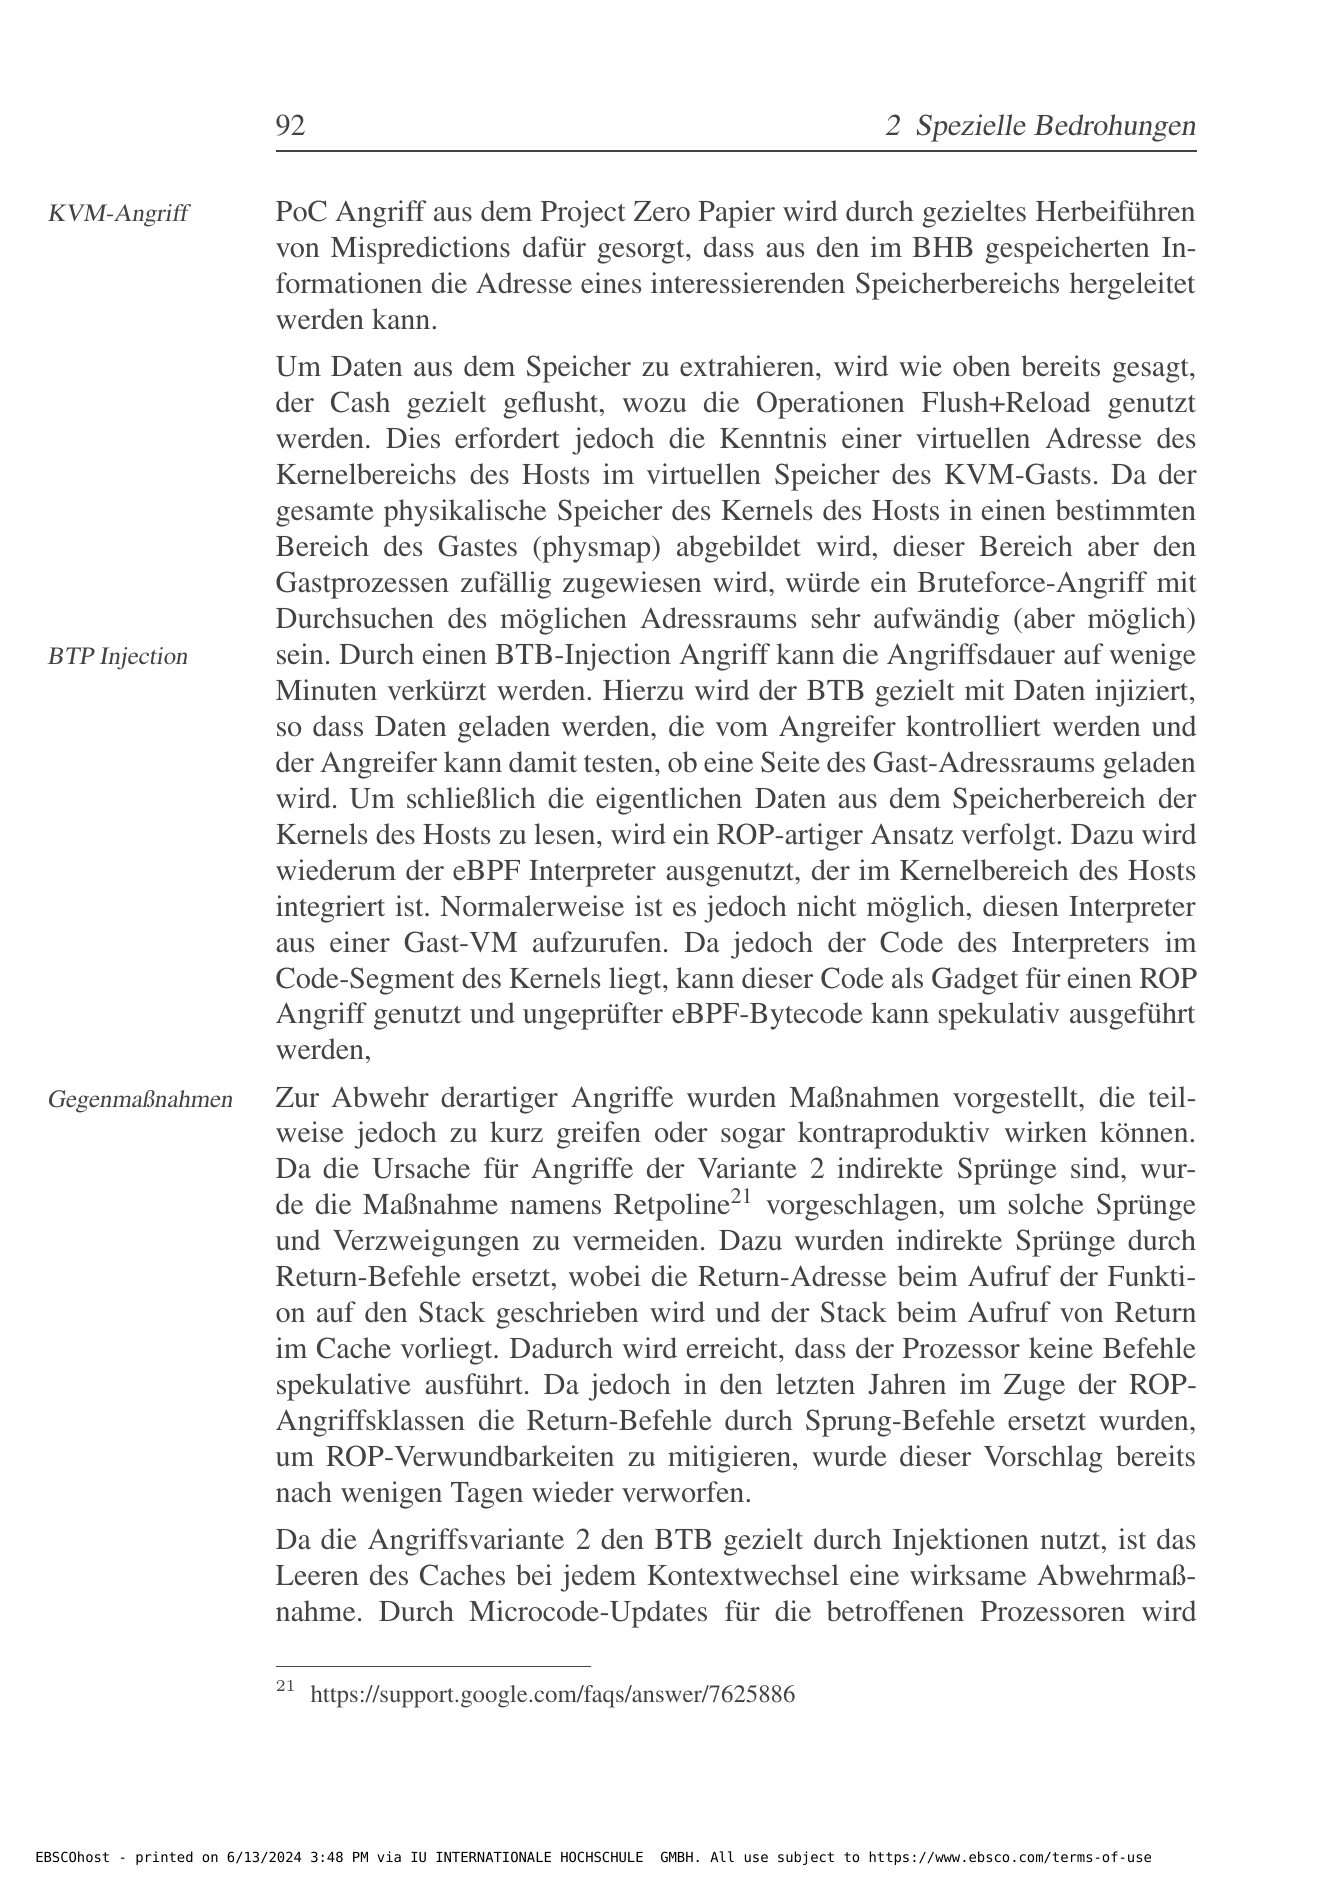 92 2 Spezielle Bedrohungen
KVM-Angriff
PoC Angriff aus dem Project Zero Papier wird durch gezieltes Herbeiführen
von Mispredictions dafür gesorgt, dass aus den im BHB gespeicherten In-
formationen die Adresse eines interessierenden Speicherbereichs hergeleitet
werden kann.
Um Daten aus dem Speicher zu extrahieren, wird wie oben bereits gesagt,
der Cash gezielt geflusht, wozu die Operationen Flush+Reload genutzt
werden. Dies erfordert jedoch die Kenntnis einer virtuellen Adresse des
Kernelbereichs des Hosts im virtuellen Speicher des KVM-Gasts. Da der
gesamte physikalische Speicher des Kernels des Hosts in einen bestimmten
Bereich des Gastes (physmap) abgebildet wird, dieser Bereich aber den
Gastprozessen zufällig zugewiesen wird, würde ein Bruteforce-Angriff mit
Durchsuchen des möglichen Adressraums sehr aufwändig (aber möglich)
BTP Injection
sein. Durch einen BTB-Injection Angriff kann die Angriffsdauer auf wenige
Minuten verkürzt werden. Hierzu wird der BTB gezielt mit Daten injiziert,
so dass Daten geladen werden, die vom Angreifer kontrolliert werden und
der Angreifer kann damit testen, ob eine Seite des Gast-Adressraums geladen
wird. Um schließlich die eigentlichen Daten aus dem Speicherbereich der
Kernels des Hosts zu lesen, wird ein ROP-artiger Ansatz verfolgt. Dazu wird
wiederum der eBPF Interpreter ausgenutzt, der im Kernelbereich des Hosts
integriert ist. Normalerweise ist es jedoch nicht möglich, diesen Interpreter
aus einer Gast-VM aufzurufen. Da jedoch der Code des Interpreters im
Code-Segment des Kernels liegt, kann dieser Code als Gadget für einen ROP
Angriff genutzt und ungeprüfter eBPF-Bytecode kann spekulativ ausgeführt
werden,
Gegenmaßnahmen
Zur Abwehr derartiger Angriffe wurden Maßnahmen vorgestellt, die teil-
weise jedoch zu kurz greifen oder sogar kontraproduktiv wirken können.
Da die Ursache für Angriffe der Variante 2 indirekte Sprünge sind, wur-
de die Maßnahme namens Retpoline21 vorgeschlagen, um solche Sprünge
und Verzweigungen zu vermeiden. Dazu wurden indirekte Sprünge durch
Return-Befehle ersetzt, wobei die Return-Adresse beim Aufruf der Funkti-
on auf den Stack geschrieben wird und der Stack beim Aufruf von Return
im Cache vorliegt. Dadurch wird erreicht, dass der Prozessor keine Befehle
spekulative ausführt. Da jedoch in den letzten Jahren im Zuge der ROP-
Angriffsklassen die Return-Befehle durch Sprung-Befehle ersetzt wurden,
um ROP-Verwundbarkeiten zu mitigieren, wurde dieser Vorschlag bereits
nach wenigen Tagen wieder verworfen.
Da die Angriffsvariante 2 den BTB gezielt durch Injektionen nutzt, ist das
Leeren des Caches bei jedem Kontextwechsel eine wirksame Abwehrmaß-
nahme. Durch Microcode-Updates für die betroffenen Prozessoren wird
21 https://support.google.com/faqs/answer/7625886
EBSCOhost - printed on 6/13/2024 3:48 PM via IU INTERNATIONALE HOCHSCHULE GMBH. All use subject to https://www.ebsco.com/terms-of-use